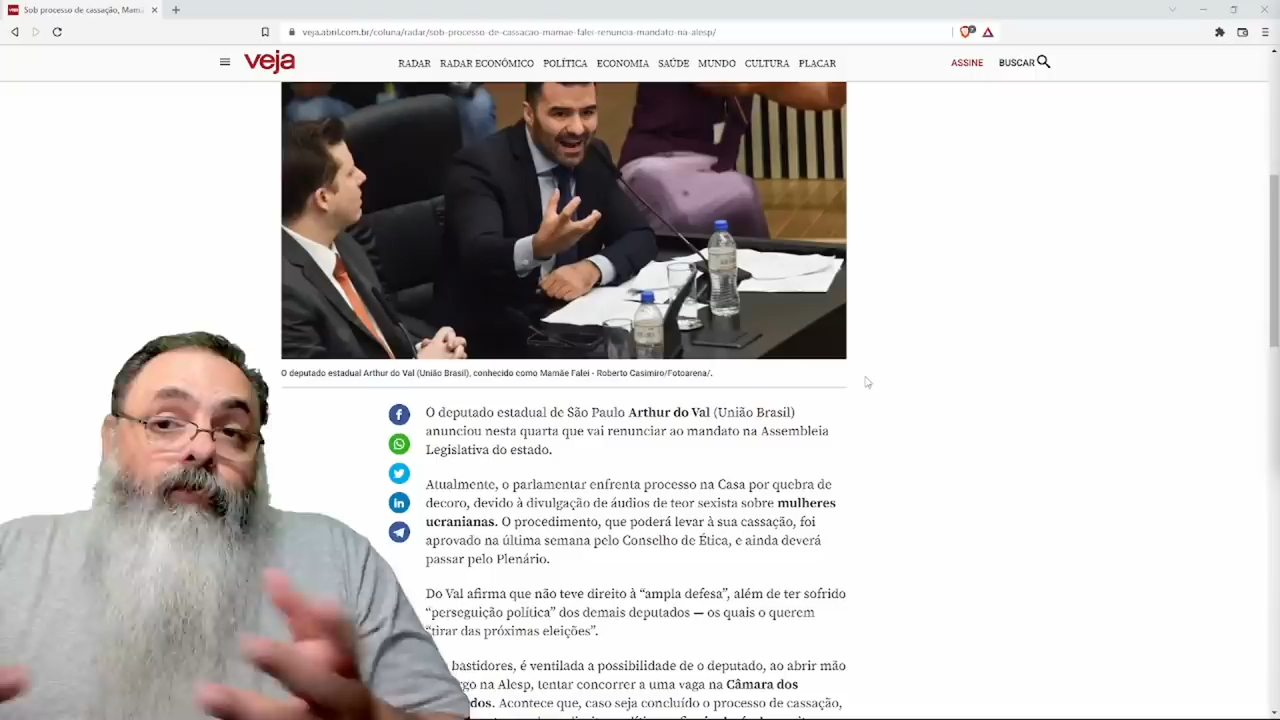 Sob processo de cassação, Mamã
veja.abril.com.br/coluna/radar/sob-processo-de-cassacao-mamae-falei-renuncia-mandato-na-alesp/
veja
RADAR RADAR ECONÔMICO POLÍTICA ECONOMIA SAÚDE MUNDO CULTURA PLACAR
ASSINE BUSCAR
O deputado estadual Arthur do Val (União Brasil), conhecido como Mamãe Falei - Roberto Casimiro/Fotoarena/.
O deputado estadual de São Paulo Arthur do Val (União Brasil)
anunciou nesta quarta que vai renunciar ao mandato na Assembleia
Legislativa do estado.
Atualmente, o parlamentar enfrenta processo na Casa por quebra de
decoro, devido à divulgação de áudios de teor sexista sobre mulheres
ucranianas. O procedimento, que poderá levar à sua cassação, foi
aprovado na última semana pelo Conselho de Ética, e ainda deverá
passar pelo Plenário.
Do Val afirma que não teve direito à “ampla defesa”, além de ter sofrido
“perseguição política” dos demais deputados — os quais o querem
“tirar das próximas eleições”.
bastidores, é ventilada a possibilidade de o deputado, ao abrir mão
rgo na Alesp, tentar concorrer a uma vaga na Câmara dos
dos. Acontece que, caso seja concluído o processo de cassação,